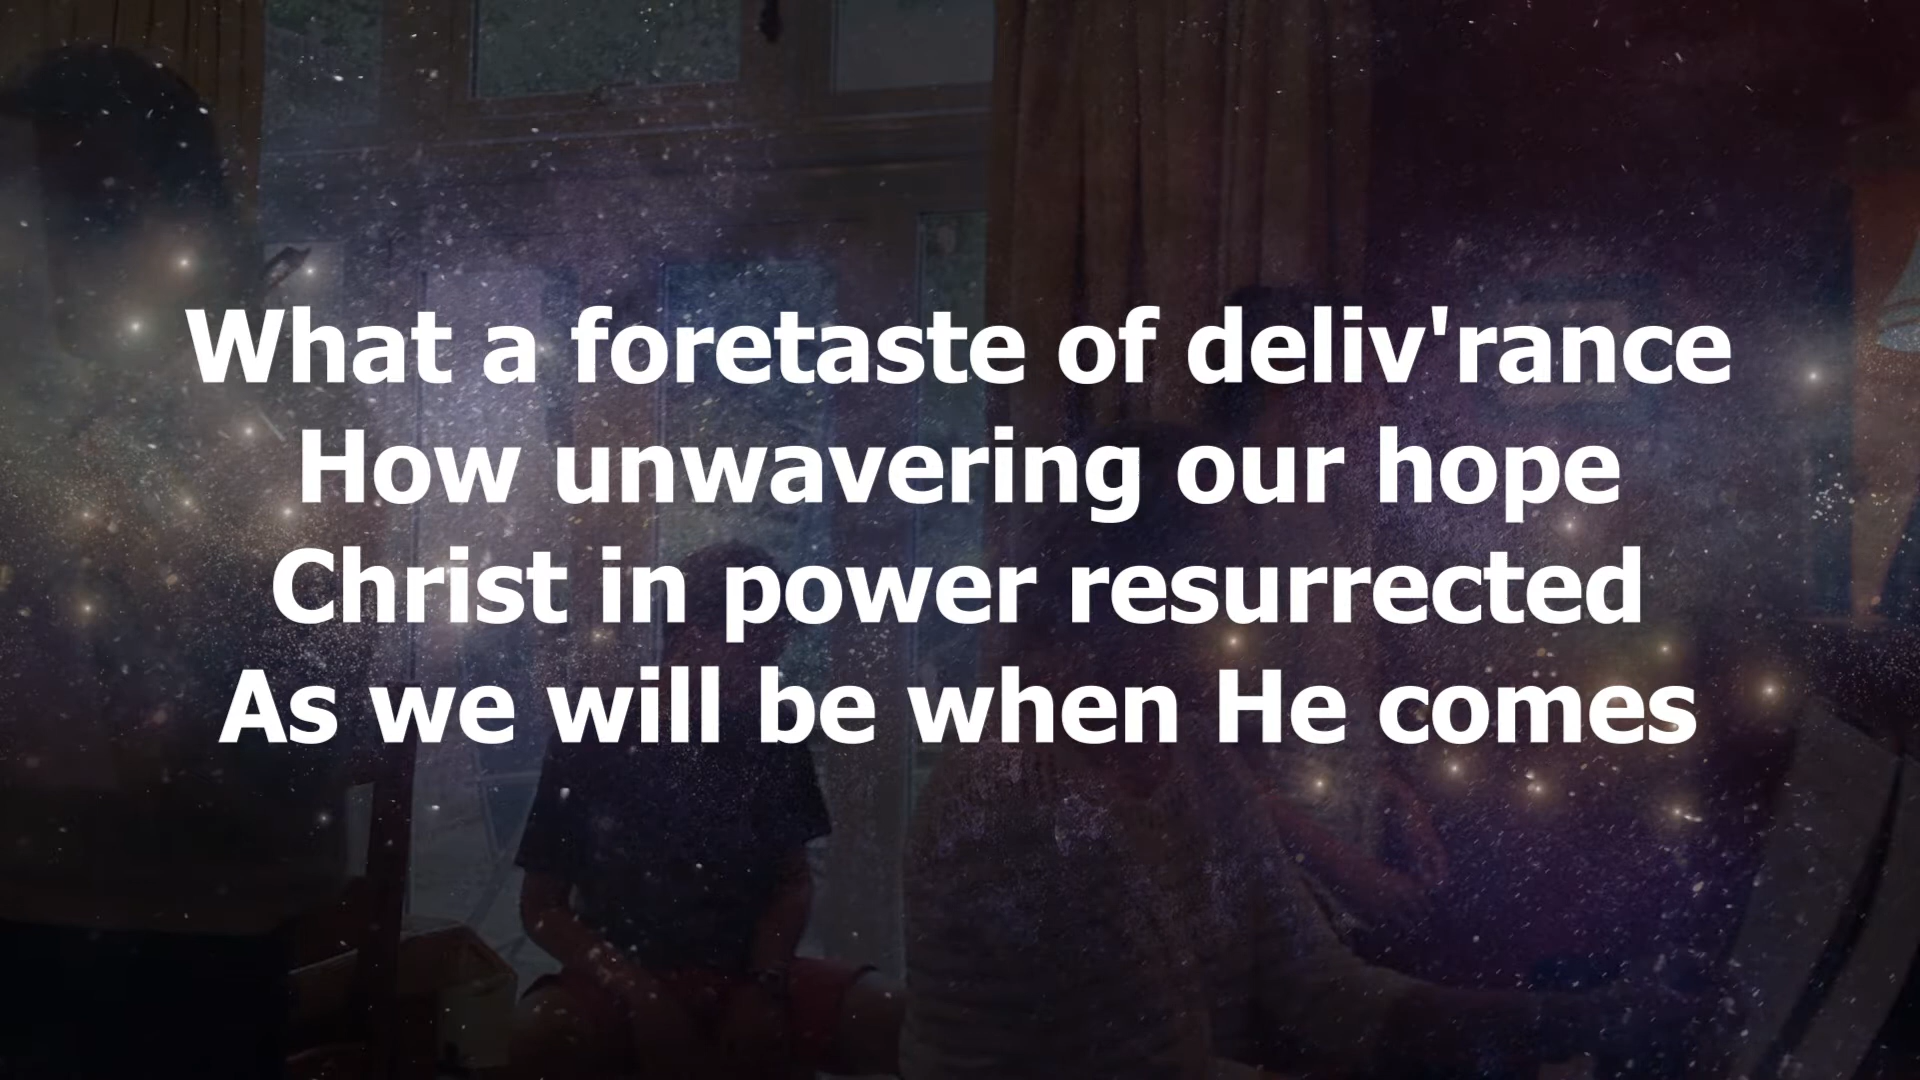 What a foretaste of deliv'rance
How unwavering our hope
Christ in power resurrected
As we will be when He comes